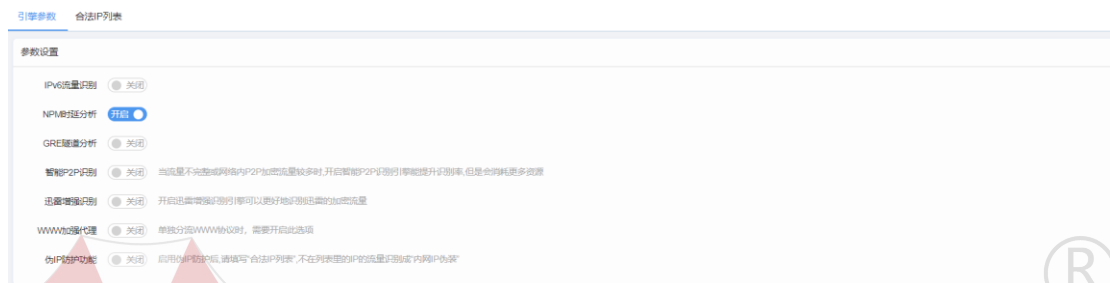 引擎参数 合法IP列表
参数设置
IPv6流量识别 关闭
NPM时延分析 开启
GRE隧道分析 关闭
智能P2P识别 关闭 当流量不完整或网络内P2P加密流量较多时,开启智能P2P识别引擎能提升识别率,但是会消耗更多资源
迅雷增强识别 关闭 开启迅雷增强识别引擎可以更好地识别迅雷的加密流量
WWW加强代理 关闭 单独分流WWW协议时，需要开启此选项
伪IP防护功能 关闭 启用伪IP防护后,请填写"合法IP列表",不在列表里的IP的流量,识别成"内网IP伪装"
®